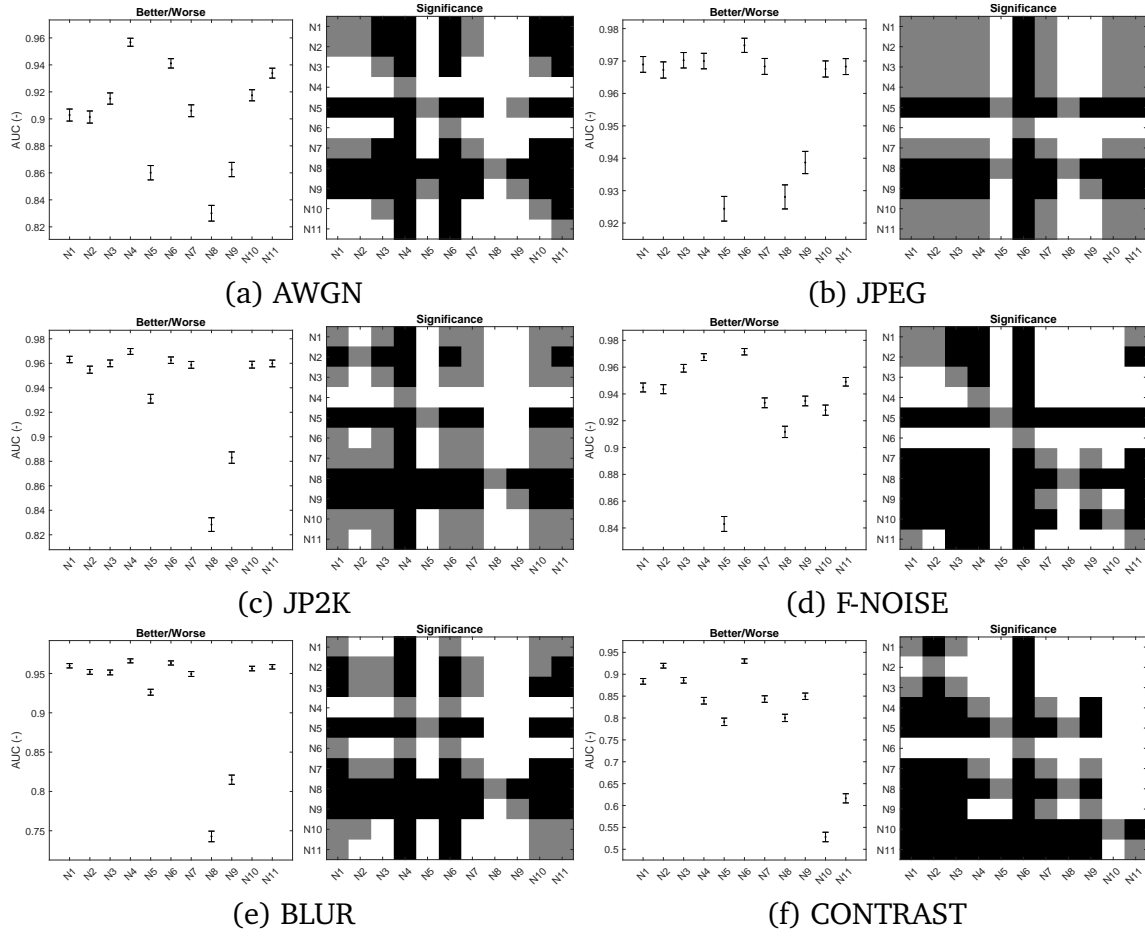 Better/Worse
AUC (-)
0.96
0.94
0.92
0.9
0.88
0.86
0.84
0.82
N1 N2 N3 N4 N5 N6 N7 N8 N9 N10 N11
Significance
N1
N2
N3
N4
N5
N6
N7
N8
N9
N10
N11
N1 N2 N3 N4 N5 N6 N7 N8 N9 N10 N11
(a) AWGN
Better/Worse
AUC (-)
0.98
0.97
0.96
0.95
0.94
0.93
0.92
N1 N2 N3 N4 N5 N6 N7 N8 N9 N10 N11
Significance
N1
N2
N3
N4
N5
N6
N7
N8
N9
N10
N11
N1 N2 N3 N4 N5 N6 N7 N8 N9 N10 N11
(b) JPEG
Better/Worse
AUC (-)
0.98
0.96
0.94
0.92
0.9
0.88
0.86
0.84
0.82
N1 N2 N3 N4 N5 N6 N7 N8 N9 N10 N11
Significance
N1
N2
N3
N4
N5
N6
N7
N8
N9
N10
N11
N1 N2 N3 N4 N5 N6 N7 N8 N9 N10 N11
(c) JP2K
Better/Worse
AUC (-)
0.98
0.96
0.94
0.92
0.9
0.88
0.86
0.84
N1 N2 N3 N4 N5 N6 N7 N8 N9 N10 N11
Significance
N1
N2
N3
N4
N5
N6
N7
N8
N9
N10
N11
N1 N2 N3 N4 N5 N6 N7 N8 N9 N10 N11
(d) F-NOISE
Better/Worse
AUC (-)
0.95
0.9
0.85
0.8
0.75
N1 N2 N3 N4 N5 N6 N7 N8 N9 N10 N11
Significance
N1
N2
N3
N4
N5
N6
N7
N8
N9
N10
N11
N1 N2 N3 N4 N5 N6 N7 N8 N9 N10 N11
(e) BLUR
Better/Worse
AUC (-)
0.95
0.9
0.85
0.8
0.75
0.7
0.65
0.6
0.55
0.5
N1 N2 N3 N4 N5 N6 N7 N8 N9 N10 N11
Significance
N1
N2
N3
N4
N5
N6
N7
N8
N9
N10
N11
N1 N2 N3 N4 N5 N6 N7 N8 N9 N10 N11
(f) CONTRAST